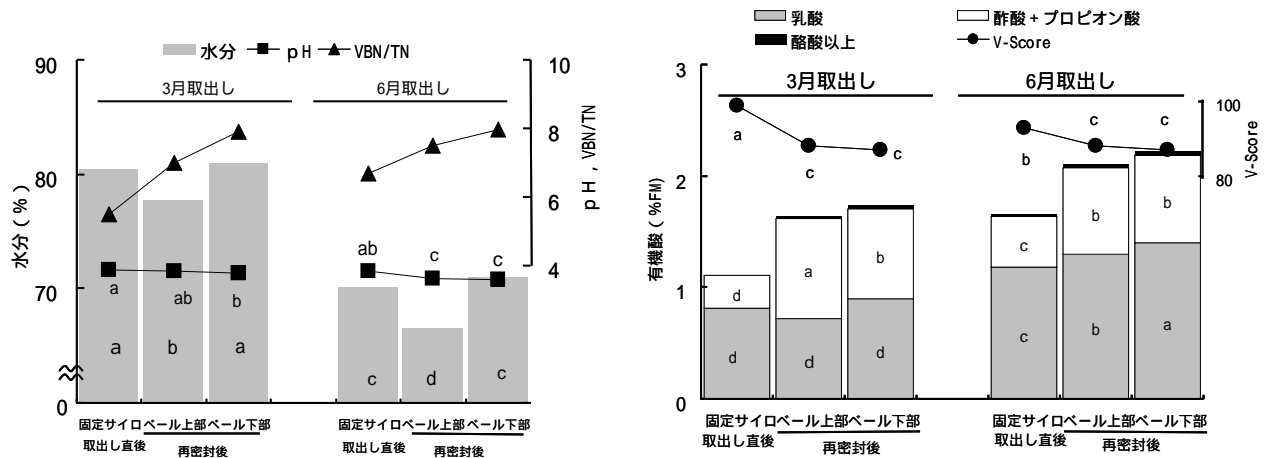 水分 pH VBN/TN
3月取出し 6月取出し
90
80
70
0
水分(%)
10
8
6
4
pH,VBN/TN
ab c c
a ab b
a b a
c d c
固定サイロ ベール上部 ベール下部 固定サイロ ベール上部 ベール下部
取出し直後 再密封後 取出し直後 再密封後
乳酸 酢酸+プロピオン酸
酪酸以上 V-Score
3月取出し 6月取出し
3
2
1
0
有機酸(%FM)
100
80
V-Score
a c c b c c
d a b c b b
d d d c b a
固定サイロ ベール上部 ベール下部 固定サイロ ベール上部 ベール下部
取出し直後 再密封後 取出し直後 再密封後